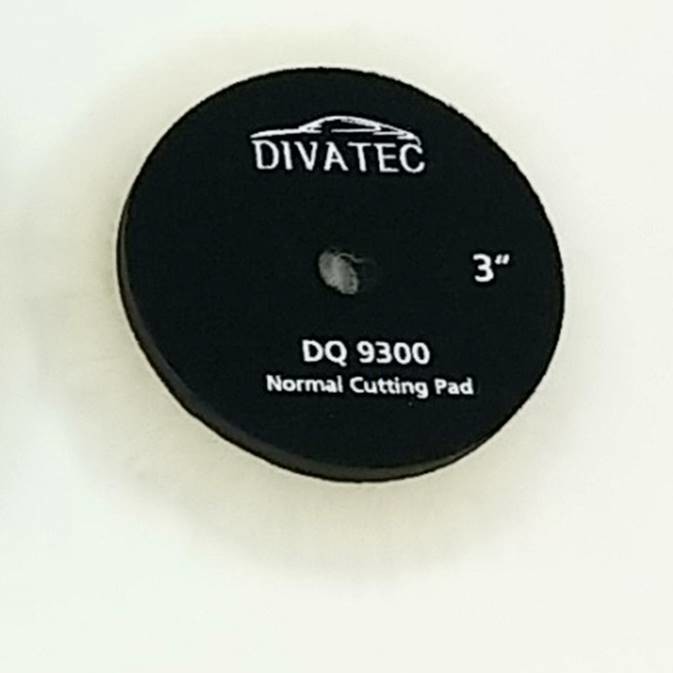 DIVATEC
3"
DQ 9300
Normal Cutting Pad